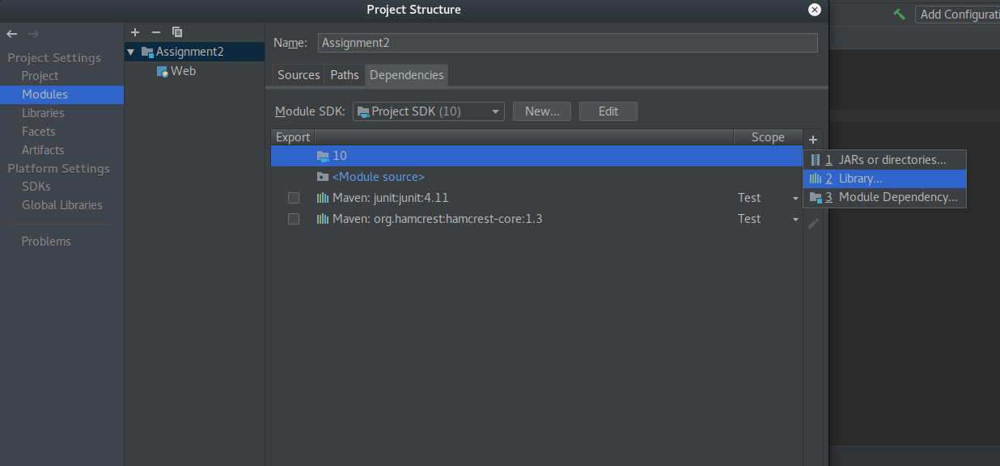 Project Structure
Add Configurati
Project Settings
Project
Modules
Libraries
Facets
Artifacts
Platform Settings
SDKs
Global Libraries
Problems
Assignment2
Web
Name: Assignment2
Sources Paths Dependencies
Module SDK: Project SDK (10) New... Edit
Export Scope
10
<Module source>
Maven: junit:junit:4.11 Test
Maven: org.hamcrest:hamcrest-core:1.3 Test
1 JARs or directories...
2 Library...
3 Module Dependency...